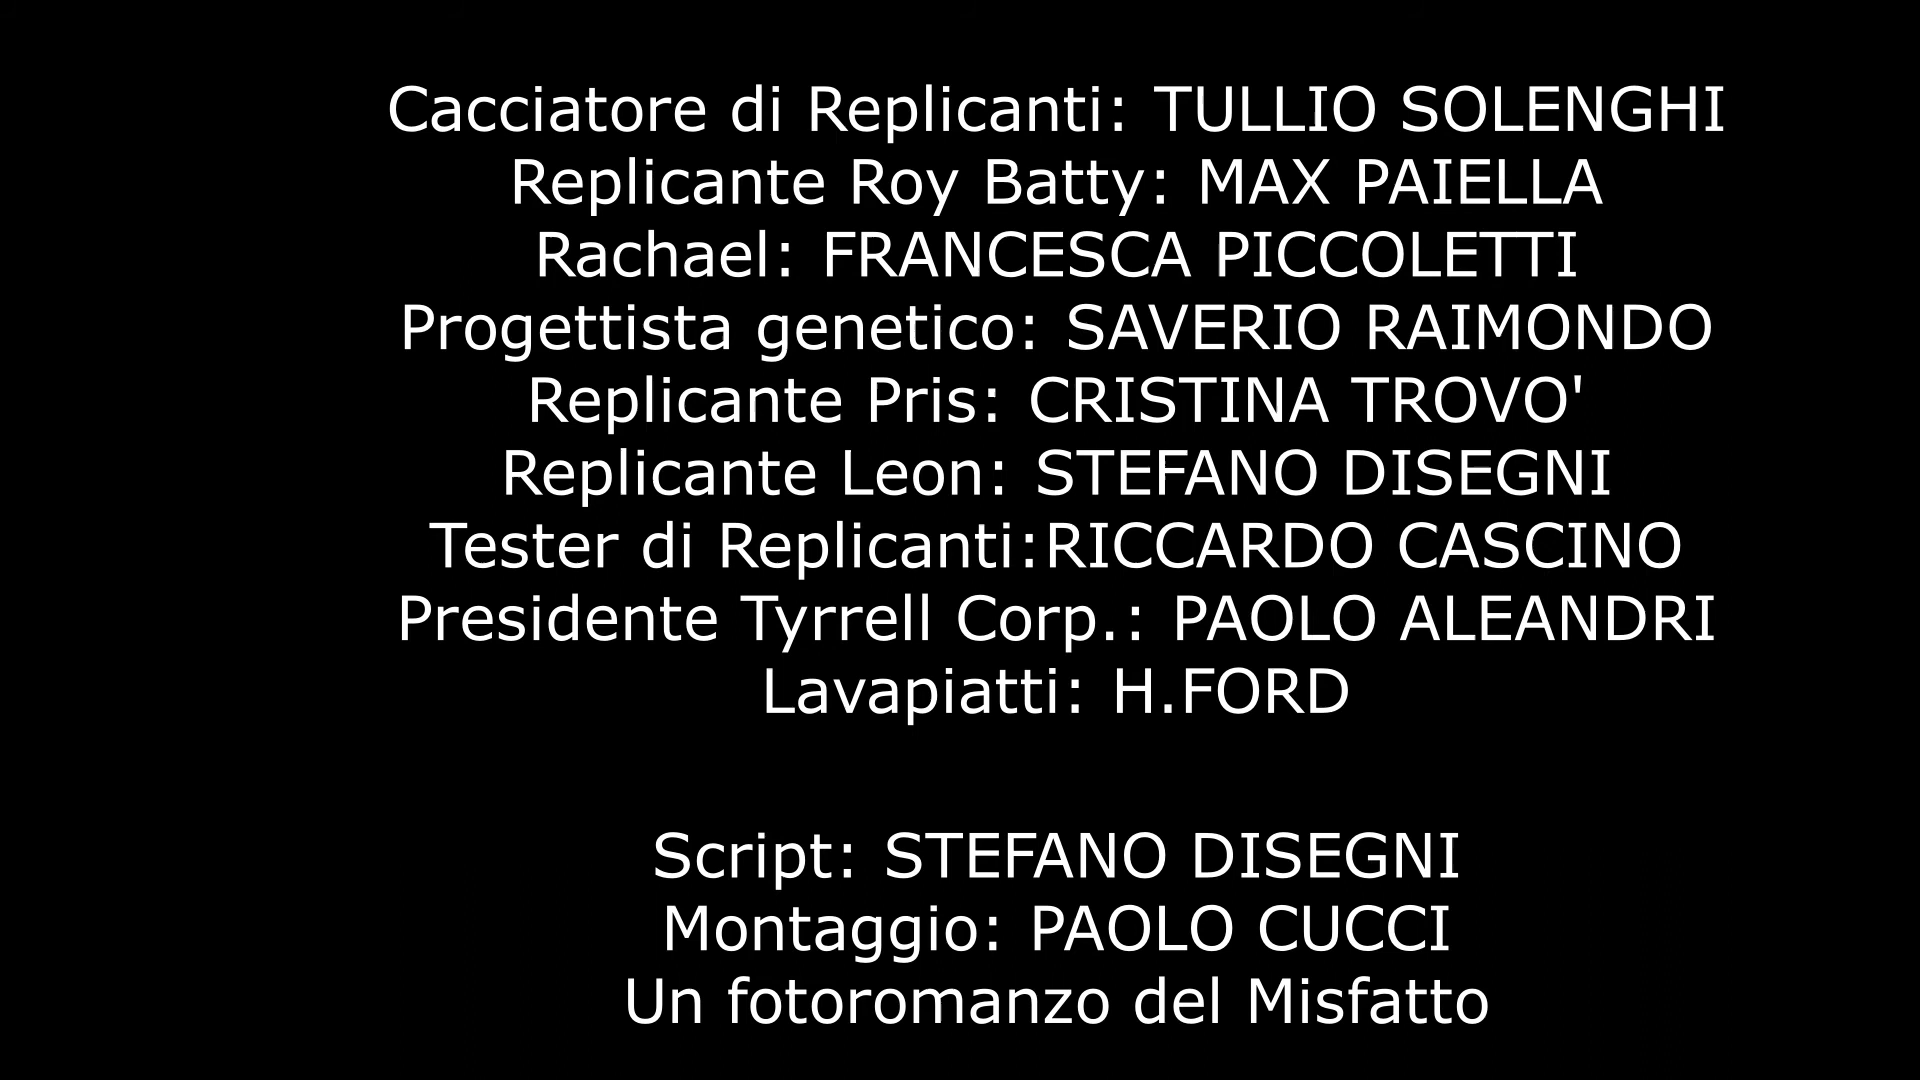 Cacciatore di Replicanti: TULLIO SOLENGHI
Replicante Roy Batty: MAX PAIELLA
Rachael: FRANCESCA PICCOLETTI
Progettista genetico: SAVERIO RAIMONDO
Replicante Pris: CRISTINA TROVO'
Replicante Leon: STEFANO DISEGNI
Tester di Replicanti:RICCARDO CASCINO
Presidente Tyrrell Corp.: PAOLO ALEANDRI
Lavapiatti: H.FORD
Script: STEFANO DISEGNI
Montaggio: PAOLO CUCCI
Un fotoromanzo del Misfatto